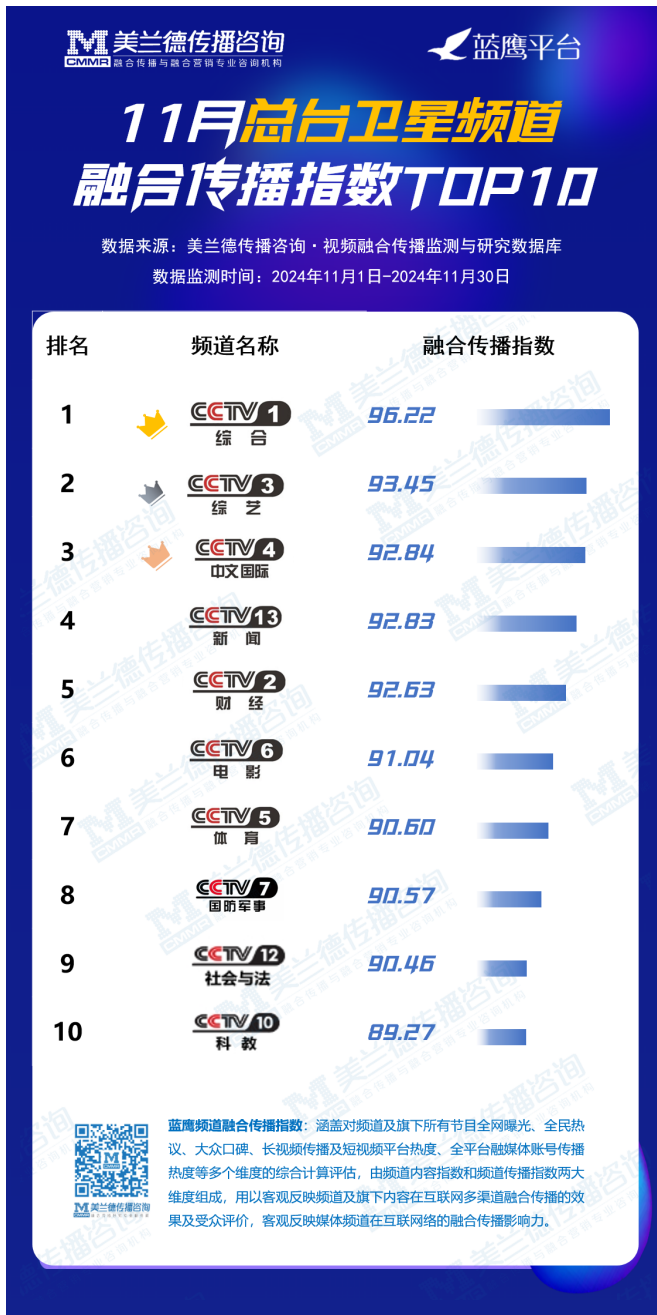 美兰德传播咨询
CMMR 融合传播与融合营销专业咨询机构
蓝鹰平台
11月总台卫星频道
融合传播指数TOP10
数据来源：美兰德传播咨询·视频融合传播监测与研究数据库
数据监测时间：2024年11月1日-2024年11月30日
排名 频道名称 融合传播指数
1 CCTV 1 96.22
综合
2 CCTV 3 93.45
综艺
3 CCTV 4 92.84
中文国际
4 CCTV 13 92.83
新闻
5 CCTV 2 92.63
财经
6 CCTV 6 91.04
电影
7 CCTV 5 90.60
体育
8 CCTV 7 90.57
国防军事
9 CCTV 12 90.46
社会与法
10 CCTV 10 89.27
科教
蓝鹰频道融合传播指数：涵盖对频道及旗下所有节目全网曝光、全民热
议、大众口碑、长视频传播及短视频平台热度、全平台融媒体账号传播
热度等多个维度的综合计算评估，由频道内容指数和频道传播指数两大
维度组成，用以客观反映频道及旗下内容在互联网多渠道融合传播的效
果及受众评价，客观反映媒体频道在互联网络的融合传播影响力。
美兰德传播咨询